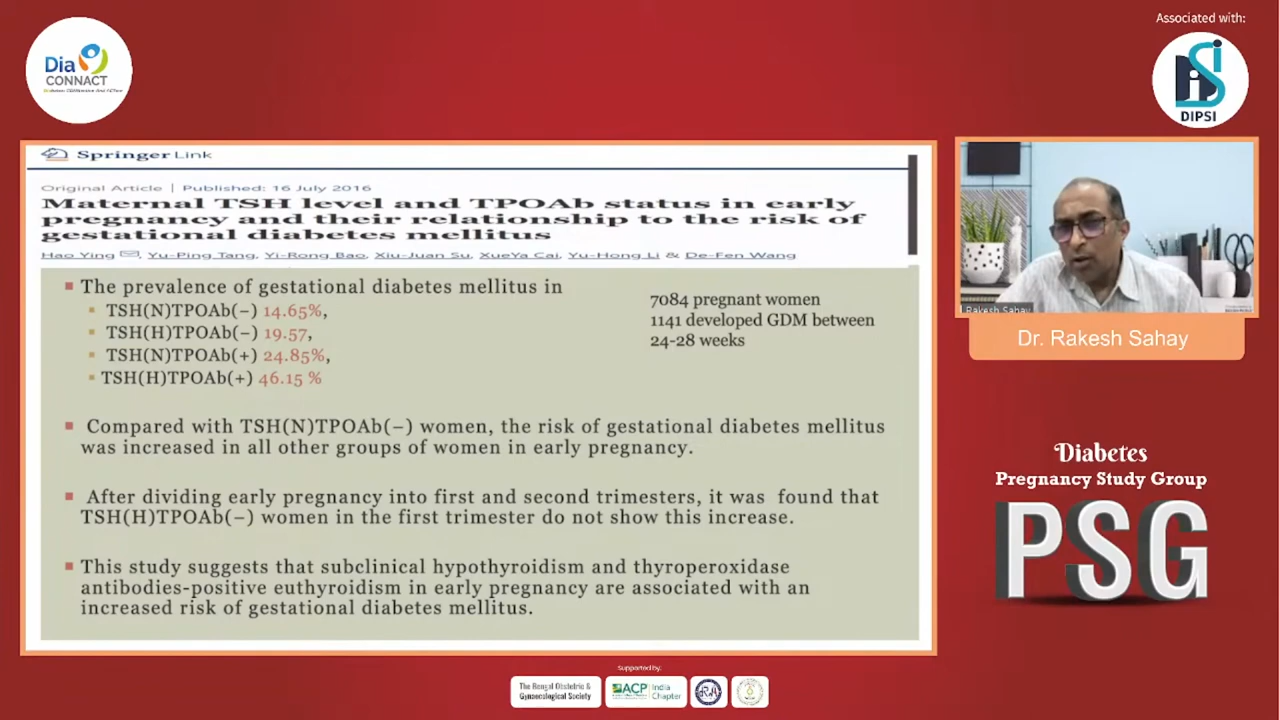 Associated with:
Dia
CONNACT
DiS
DIPSI
SpringerLink
Original Article | Published: 16 July 2016
Maternal TSH level and TPOAb status in early
pregnancy and their relationship to the risk of
gestational diabetes mellitus
Hao Ying, Yu-Ping Tang, Yi-Rong Bao, Xiu-Juan Su, XueYa Cai, Yu-Hong Li & De-Fen Wang
The prevalence of gestational diabetes mellitus in
TSH(N)TPOAb(−) 14.65%,
TSH(H)TPOAb(−) 19.57,
TSH(N)TPOAb(+) 24.85%,
TSH(H)TPOAb(+) 46.15 %
7084 pregnant women
1141 developed GDM between
24-28 weeks
Compared with TSH(N)TPOAb(−) women, the risk of gestational diabetes mellitus
was increased in all other groups of women in early pregnancy.
After dividing early pregnancy into first and second trimesters, it was found that
TSH(H)TPOAb(−) women in the first trimester do not show this increase.
This study suggests that subclinical hypothyroidism and thyroperoxidase
antibodies-positive euthyroidism in early pregnancy are associated with an
increased risk of gestational diabetes mellitus.
Rakesh Sahay
Dr. Rakesh Sahay
Diabetes
Pregnancy Study Group
PSG
Supported by:
The Bengal Obstetric &
Gynaecological Society
ACP India
Chapter